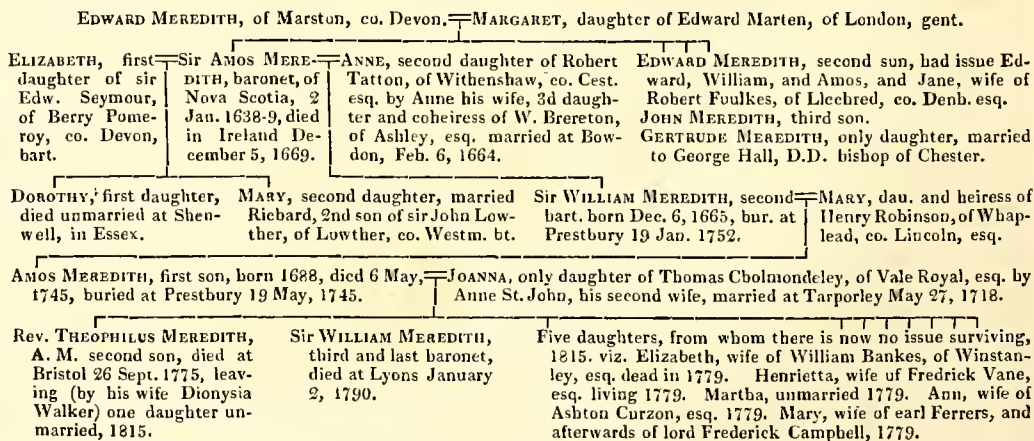 EDWARD MEREDITH, of Marston, co. Devon.
MARGARET, daughter of Edward Marten, of London, gent.
ELIZABETH, first
daughter of sir
Edw. Seymour,
of Berry Pome-
roy, co. Devon,
bart.
Sir AMOS MERE-
DITH, baronet, of
Nova Scotia, 2
Jan. 1638-9, died
in Ireland De-
cember 5, 1669.
ANNE, second daughter of Robert
Tatton, of Withenshaw, co. Cest.
esq. by Anne his wife, 3d daugh-
ter and coheiress of W. Brereton,
of Ashley, esq. married at Bow-
don, Feb. 6, 1664.
EDWARD MEREDITH, second sun, had issue Ed-
ward, William, and Amos, and Jane, wife of
Robert Foulkes, of Llecbred, co. Denb. esq.
JOHN MEREDITH, third son.
GERTRUDE MEREDITH, only daughter, married
to George Hall, D.D. bishop of Chester.
DOROTHY, first daughter,
died unmarried at Shen-
well, in Essex.
MARY, second daughter, married
Richard, 2nd son of sir John Low-
ther, of Lowther, co. Westm. bt.
Sir WILLIAM MEREDITH, second
bart. born Dec. 6, 1665, bur. at
Prestbury 19 Jan. 1752.
MARY, dau. and heiress of
Henry Robinson, of Whap-
lead, co. Lincoln, esq.
AMOS MEREDITH, first son, born 1688, died 6 May,
1745, buried at Prestbury 19 May, 1745.
JOANNA, only daughter of Thomas Cbolmondeley, of Vale Royal, esq. by
Anne St. John, his second wife, married at Tarporley May 27, 1718.
Rev. THEOPHILUS MEREDITH,
A. M. second son, died at
Bristol 26 Sept. 1775, leav-
ing (by his wife Dionysia
Walker) one daughter un-
married, 1815.
Sir WILLIAM MEREDITH,
third and last baronet,
died at Lyons January
2, 1790.
Five daughters, from whom there is now no issue surviving,
1815. viz. Elizabeth, wife of William Bankes, of Winstan-
ley, esq. dead in 1779. Henrietta, wife uf Fredrick Vane,
esq. living 1779. Martha, unmarried 1779. Ann, wife of
Ashton Curzon, esq. 1779. Mary, wife of earl Ferrers, and
afterwards of lord Frederick Campbell, 1779.